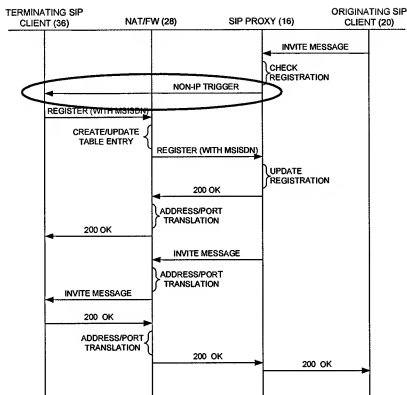 TERMINATING SIP
CLIENT (36)
NAT/FW (28)
SIP PROXY (16)
ORIGINATING SIP
CLIENT (20)
INVITE MESSAGE
CHECK
REGISTRATION
NON-IP TRIGGER
REGISTER (WITH MSISDN)
CREATE/UPDATE
TABLE ENTRY
REGISTER (WITH MSISDN)
UPDATE
REGISTRATION
200 OK
ADDRESS/PORT
TRANSLATION
200 OK
INVITE MESSAGE
ADDRESS/PORT
TRANSLATION
INVITE MESSAGE
200 OK
ADDRESS/PORT
TRANSLATION
200 OK
200 OK